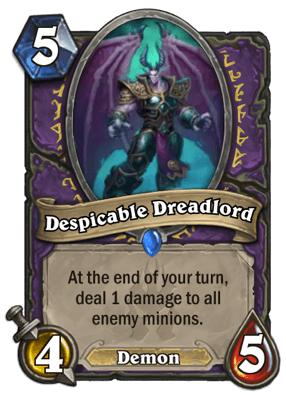 5
Despicable Dreadlord
At the end of your turn,
deal 1 damage to all
enemy minions.
4
Demon
5